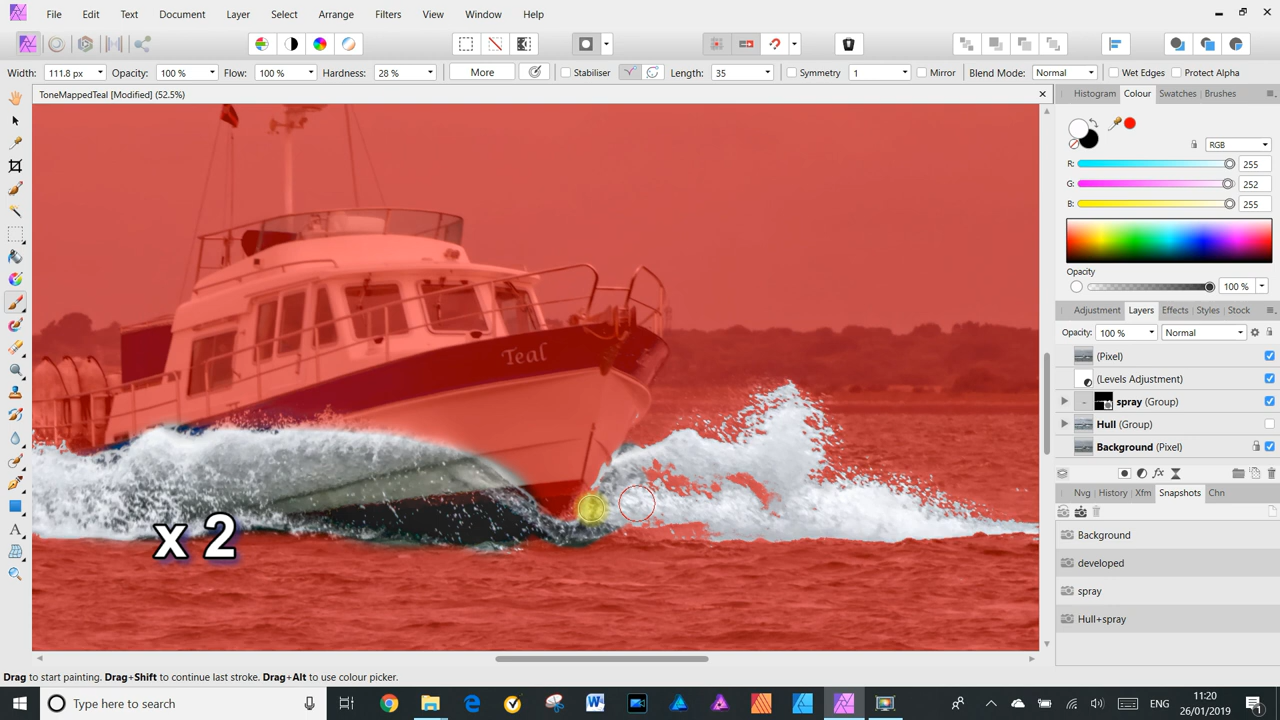 File Edit Text Document Layer Select Arrange Filters View Window Help
Width: 111.8 px Opacity: 100 % Flow: 100 % Hardness: 28 % More Stabiliser Length: 35 Symmetry 1 Mirror Blend Mode: Normal Wet Edges Protect Alpha
ToneMappedTeal [Modified] (52.5%)
Histogram Colour Swatches Brushes
RGB
R: 255
G: 252
B: 255
Opacity
100 %
Adjustment Layers Effects Styles Stock
Opacity: 100 % Normal
(Pixel)
(Levels Adjustment)
spray (Group)
Hull (Group)
Background (Pixel)
Nvg History Xfm Snapshots Chn
Background
developed
spray
Hull+spray
Teal
x 2
Drag to start painting. Drag+Shift to continue last stroke. Drag+Alt to use colour picker.
Type here to search
ENG
11:20
26/01/2019
1